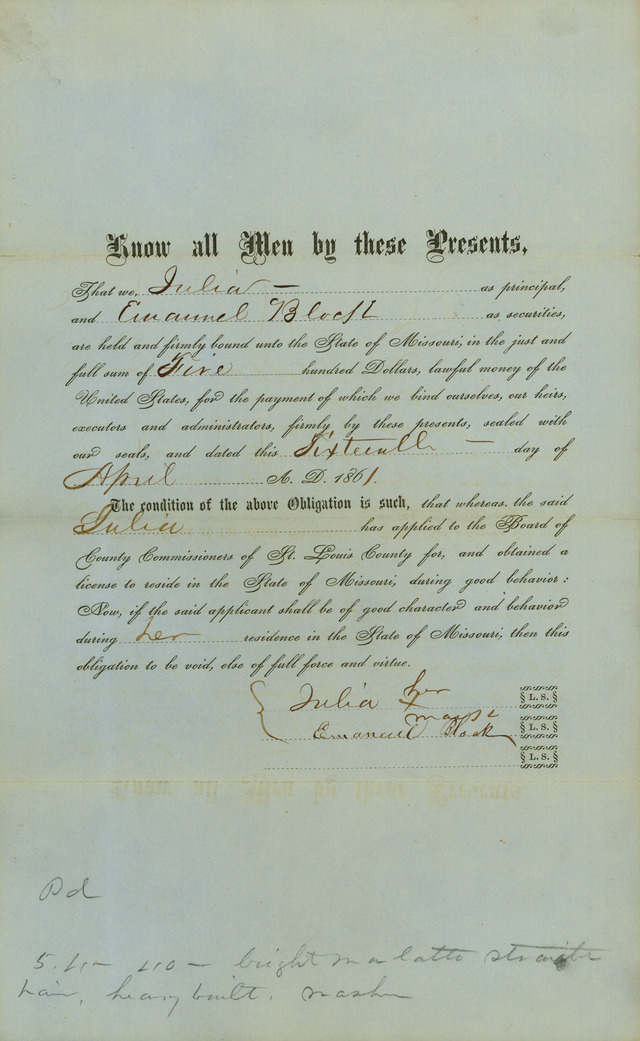 Know all Men by these Presents,
That we, Julia — as principal,
and Emanuel Block as securities,
are held and firmly bound unto the State of Missouri, in the just and
full sum of Five hundred Dollars, lawful money of the
United States, for the payment of which we bind ourselves, our heirs,
executors and administrators, firmly by these presents, sealed with
our seals, and dated this Sixteenth — day of
April A. D. 1861.
The condition of the above Obligation is such, that whereas, the said
Julia has applied to the Board of
County Commissioners of St. Louis County for, and obtained a
license to reside in the State of Missouri, during good behavior:
Now, if the said applicant shall be of good character and behavior
during her residence in the State of Missouri, then this
obligation to be void, else of full force and virtue.
Julia her L. S.
x mark
Emanuel Block L. S.
L. S.
Pd
bright mulatto straight
hair, heavy built. washer